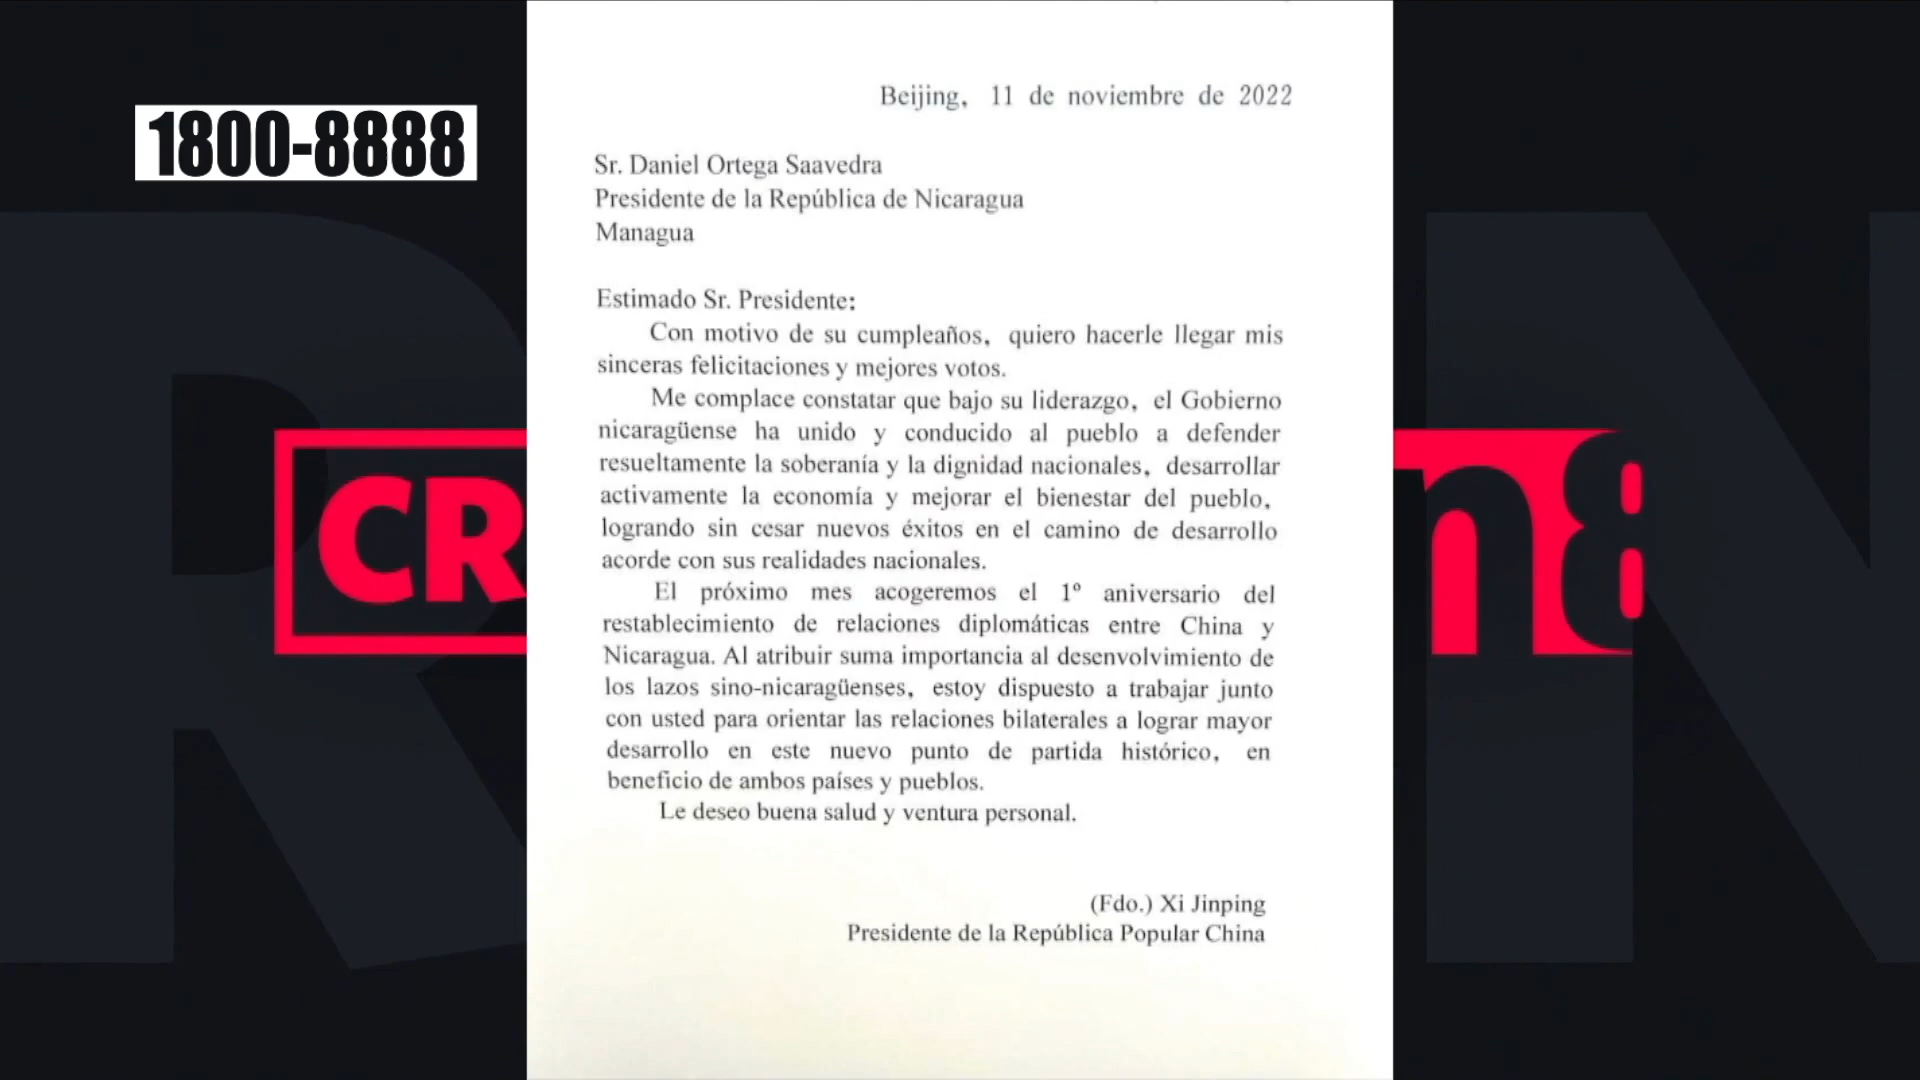 1800-8888
CR
n8
Beijing, 11 de noviembre de 2022
Sr. Daniel Ortega Saavedra
Presidente de la República de Nicaragua
Managua
Estimado Sr. Presidente:
Con motivo de su cumpleaños, quiero hacerle llegar mis
sinceras felicitaciones y mejores votos.
Me complace constatar que bajo su liderazgo, el Gobierno
nicaragüense ha unido y conducido al pueblo a defender
resueltamente la soberanía y la dignidad nacionales, desarrollar
activamente la economía y mejorar el bienestar del pueblo,
logrando sin cesar nuevos éxitos en el camino de desarrollo
acorde con sus realidades nacionales.
El próximo mes acogeremos el 1° aniversario del
restablecimiento de relaciones diplomáticas entre China y
Nicaragua. Al atribuir suma importancia al desenvolvimiento de
los lazos sino-nicaragüenses, estoy dispuesto a trabajar junto
con usted para orientar las relaciones bilaterales a lograr mayor
desarrollo en este nuevo punto de partida histórico, en
beneficio de ambos países y pueblos.
Le deseo buena salud y ventura personal.
(Fdo.) Xi Jinping
Presidente de la República Popular China